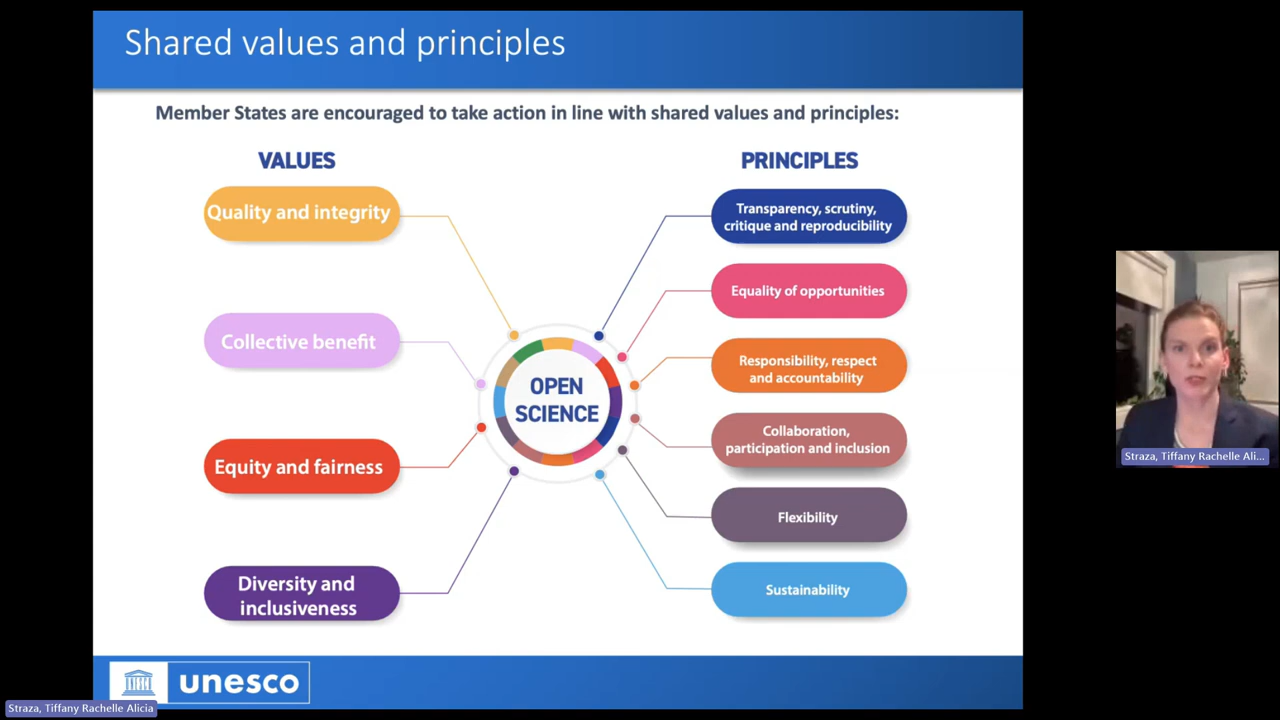 Shared values and principles
Member States are encouraged to take action in line with shared values and principles:
VALUES
Quality and integrity
Collective benefit
Equity and fairness
Diversity and
inclusiveness
OPEN
SCIENCE
PRINCIPLES
Transparency, scrutiny,
critique and reproducibility
Equality of opportunities
Responsibility, respect
and accountability
Collaboration,
participation and inclusion
Flexibility
Sustainability
UNESCO
unesco
Straza, Tiffany Rachelle Alicia
Straza, Tiffany Rachelle Ali...